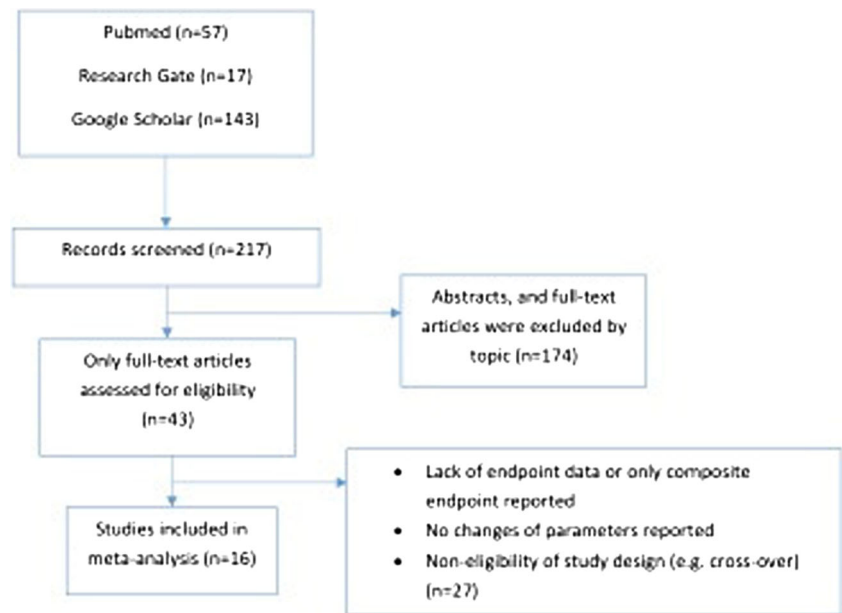 Pubmed (n=57)
Research Gate (n=17)
Google Scholar (n=143)
Records screened (n=217)
Abstracts, and full-text
articles were excluded by
topic (n=174)
Only full-text articles
assessed for eligibility
(n=43)
• Lack of endpoint data or only composite
endpoint reported
• No changes of parameters reported
• Non-eligibility of study design (e.g. cross-over)
(n=27)
Studies included in
meta-analysis (n=16)